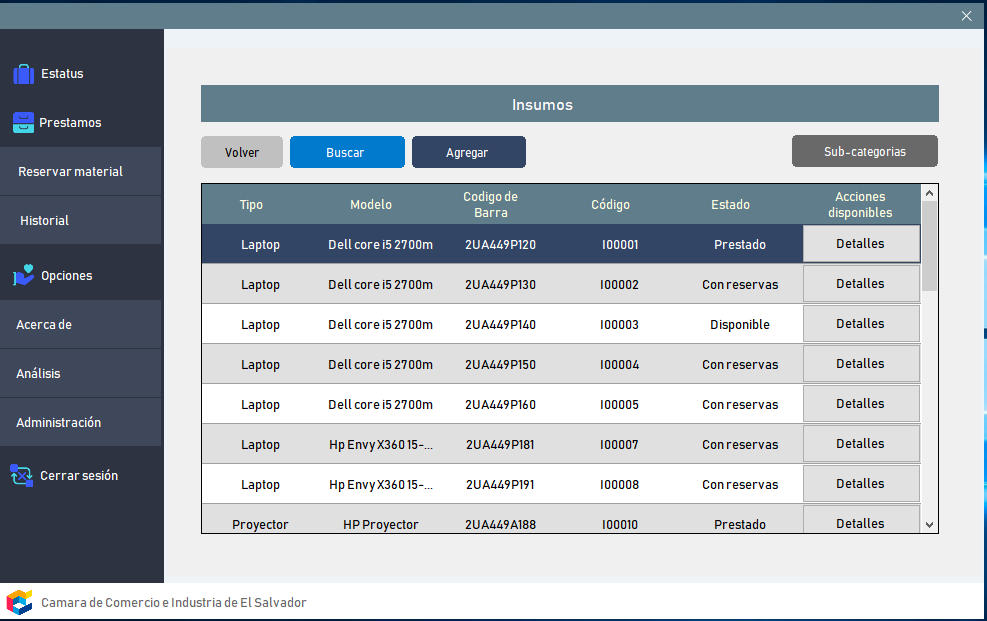 Estatus
Prestamos
Reservar material
Historial
Opciones
Acerca de
Análisis
Administración
Cerrar sesión
Insumos
Volver Buscar Agregar Sub-categorias
Tipo Modelo Codigo de Barra Código Estado Acciones disponibles
Laptop Dell core i5 2700m 2UA449P120 I00001 Prestado Detalles
Laptop Dell core i5 2700m 2UA449P130 I00002 Con reservas Detalles
Laptop Dell core i5 2700m 2UA449P140 I00003 Disponible Detalles
Laptop Dell core i5 2700m 2UA449P150 I00004 Con reservas Detalles
Laptop Dell core i5 2700m 2UA449P160 I00005 Con reservas Detalles
Laptop Hp Envy X360 15-... 2UA449P181 I00007 Con reservas Detalles
Laptop Hp Envy X360 15-... 2UA449P191 I00008 Con reservas Detalles
Proyector HP Proyector 2UA449A188 I00010 Prestado Detalles
Camara de Comercio e Industria de El Salvador